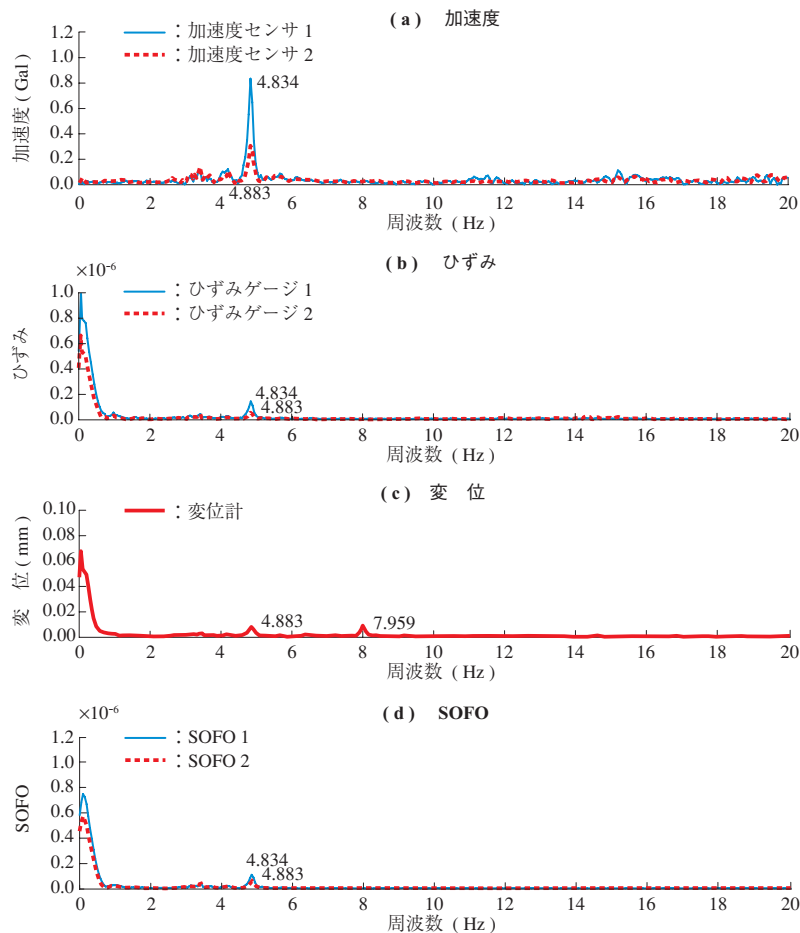 ( a ) 加速度
：加速度センサ 1
：加速度センサ 2
加速度 ( Gal )
1.2
1.0
0.8
0.6
0.4
0.2
0.0
4.834
4.883
0 2 4 6 8 10 12 14 16 18 20
周波数 ( Hz )
( b ) ひずみ
×10-6
：ひずみゲージ 1
：ひずみゲージ 2
ひずみ
1.0
0.8
0.6
0.4
0.2
0
4.834
4.883
0 2 4 6 8 10 12 14 16 18 20
周波数 ( Hz )
( c ) 変 位
：変位計
変 位 ( mm )
0.10
0.08
0.06
0.04
0.02
0.00
4.883
7.959
0 2 4 6 8 10 12 14 16 18 20
周波数 ( Hz )
( d ) SOFO
×10-6
：SOFO 1
：SOFO 2
SOFO
1.2
1.0
0.8
0.6
0.4
0.2
0.0
4.834
4.883
0 2 4 6 8 10 12 14 16 18 20
周波数 ( Hz )